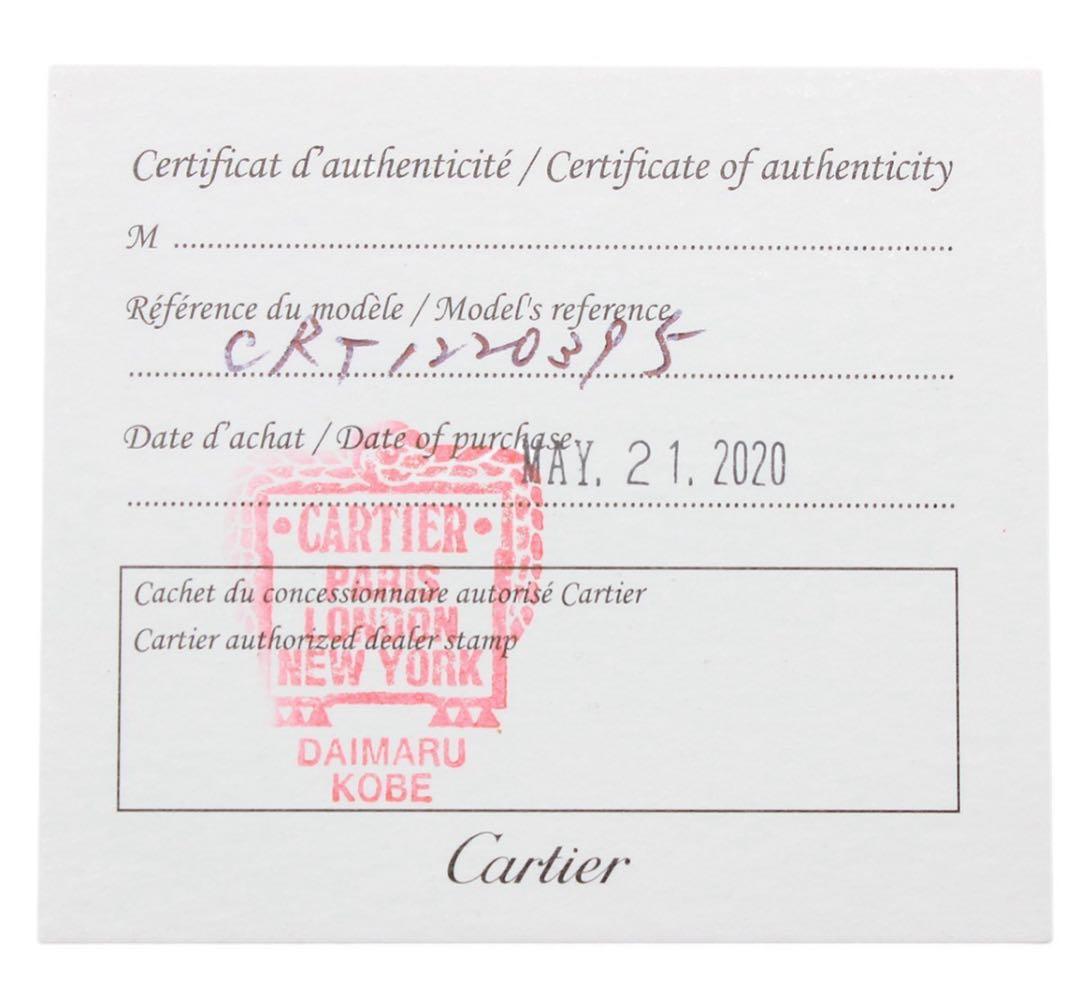 Certificat d'authenticité / Certificate of authenticity
M ........................................................................
Référence du modèle / Model's reference
CRT1220395
Date d'achat / Date of purchase
MAY. 21. 2020
• CARTIER •
PARIS
LONDON
NEW YORK
DAIMARU
KOBE
Cachet du concessionnaire autorisé Cartier
Cartier authorized dealer stamp
Cartier